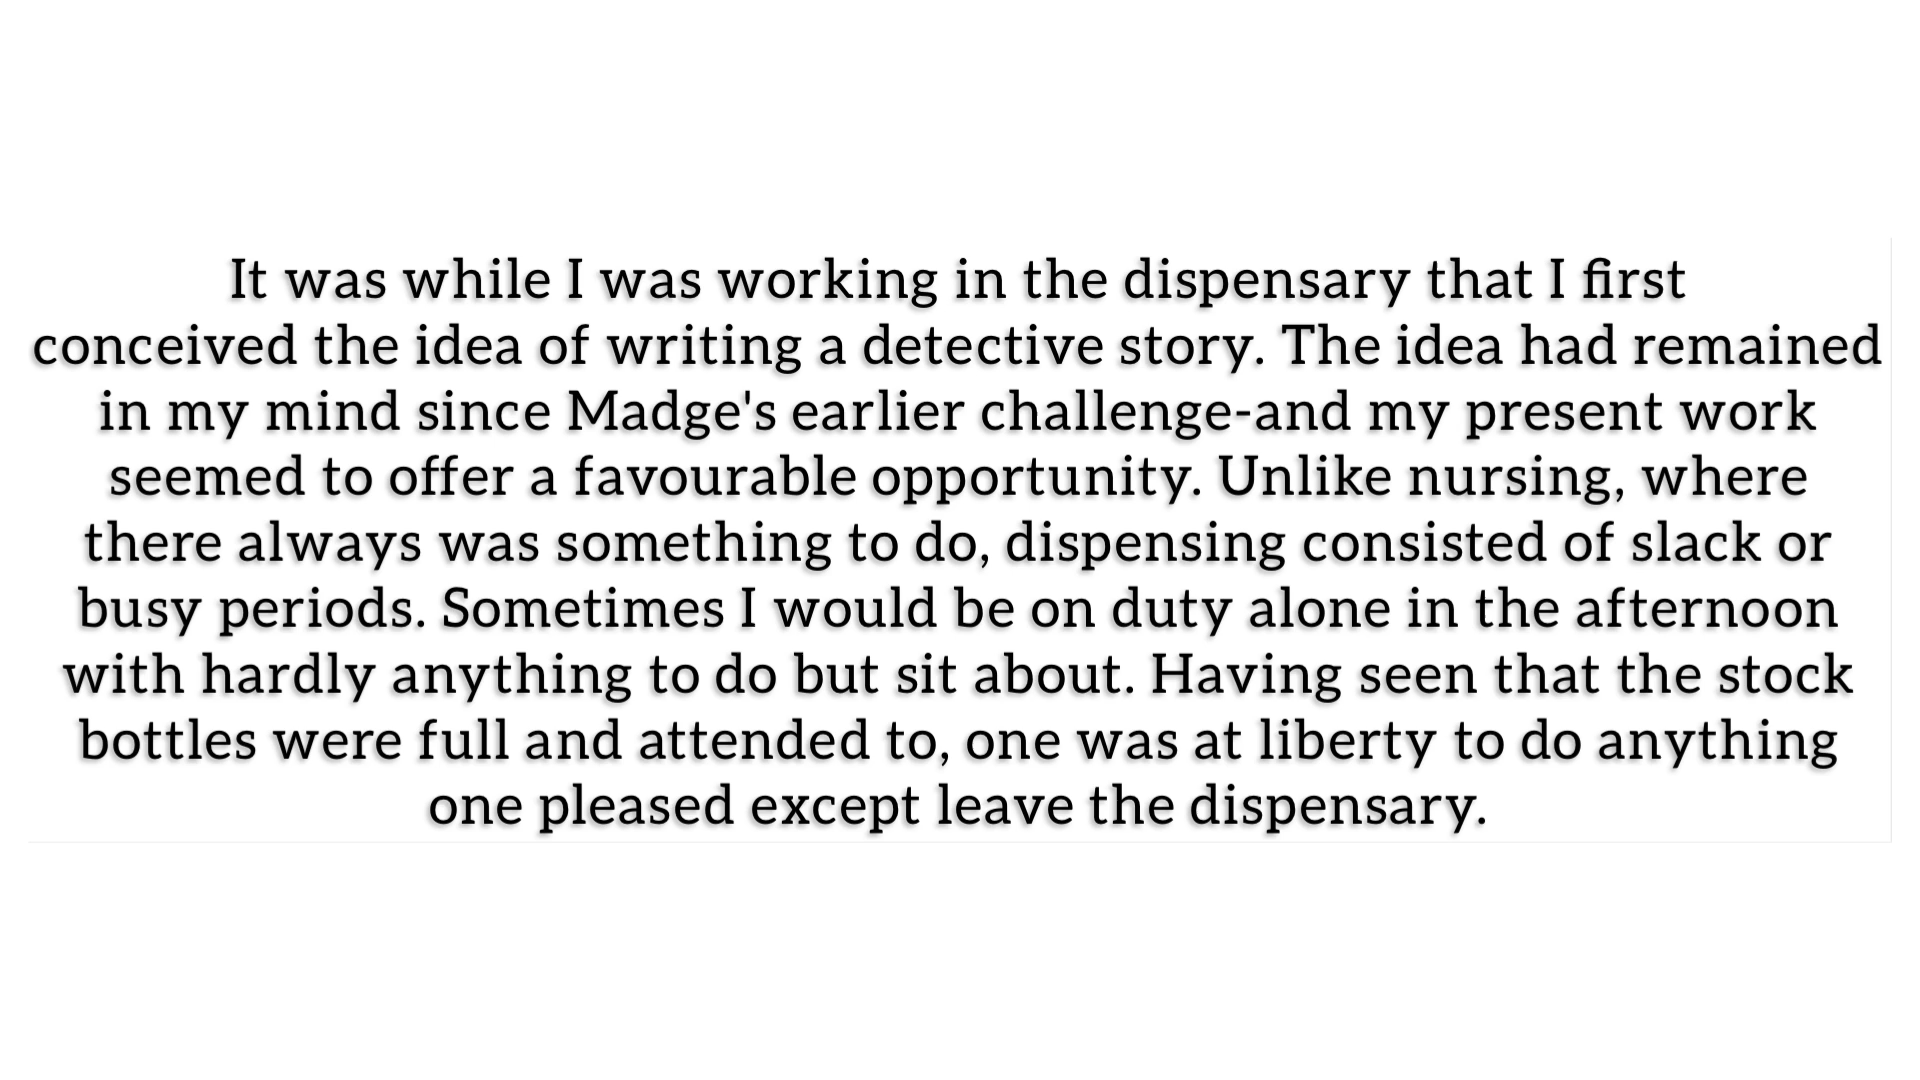 It was while I was working in the dispensary that I first
conceived the idea of writing a detective story. The idea had remained
in my mind since Madge's earlier challenge-and my present work
seemed to offer a favourable opportunity. Unlike nursing, where
there always was something to do, dispensing consisted of slack or
busy periods. Sometimes I would be on duty alone in the afternoon
with hardly anything to do but sit about. Having seen that the stock
bottles were full and attended to, one was at liberty to do anything
one pleased except leave the dispensary.